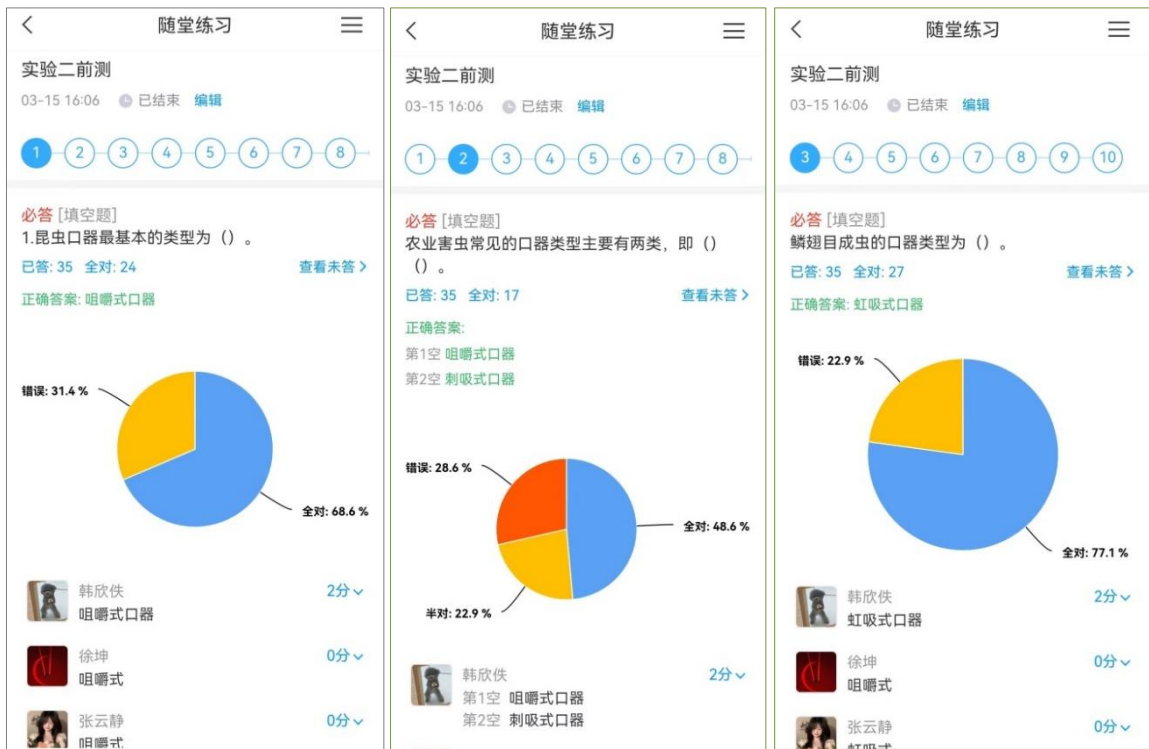 随堂练习
实验二前测
03-15 16:06 已结束 编辑
1 2 3 4 5 6 7 8
必答 [填空题]
1.昆虫口器最基本的类型为（）。
已答: 35 全对: 24 查看未答
正确答案: 咀嚼式口器
错误: 31.4 %
全对: 68.6 %
韩欣佚 2分
咀嚼式口器
徐坤 0分
咀嚼式
张云静 0分
咀嚼式
随堂练习
实验二前测
03-15 16:06 已结束 编辑
1 2 3 4 5 6 7 8
必答 [填空题]
农业害虫常见的口器类型主要有两类，即（）
（）。
已答: 35 全对: 17 查看未答
正确答案:
第1空 咀嚼式口器
第2空 刺吸式口器
错误: 28.6 %
全对: 48.6 %
半对: 22.9 %
韩欣佚 2分
第1空 咀嚼式口器
第2空 刺吸式口器
随堂练习
实验二前测
03-15 16:06 已结束 编辑
3 4 5 6 7 8 9 10
必答 [填空题]
鳞翅目成虫的口器类型为（）。
已答: 35 全对: 27 查看未答
正确答案: 虹吸式口器
错误: 22.9 %
全对: 77.1 %
韩欣佚 2分
虹吸式口器
徐坤 0分
咀嚼式
张云静 0分
虹吸式